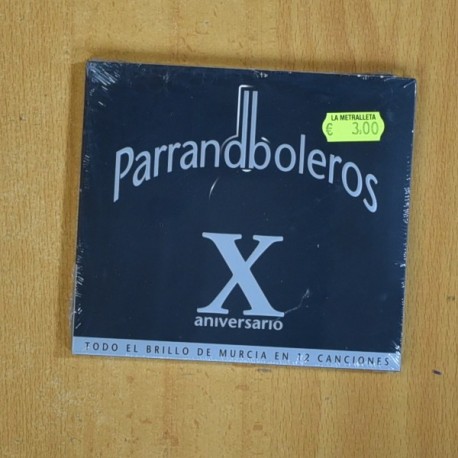 LA METRALLETA
€ 3,00
Parrandboleros
X
aniversario
TODO EL BRILLO DE MURCIA EN 12 CANCIONES